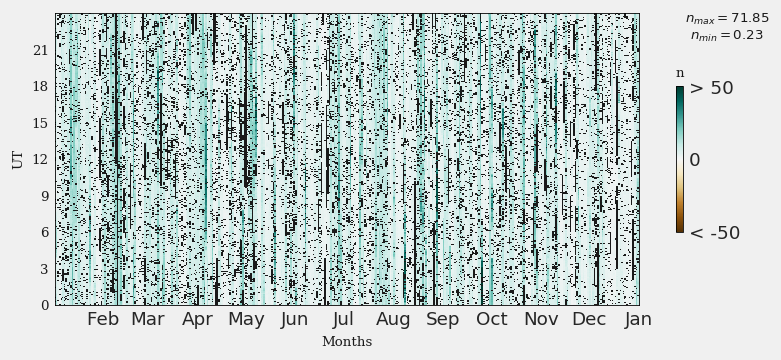 n_max = 71.85
n_min = 0.23
n
> 50
0
< -50
21
18
15
12
9
6
3
0
UT
Feb Mar Apr May Jun Jul Aug Sep Oct Nov Dec Jan
Months